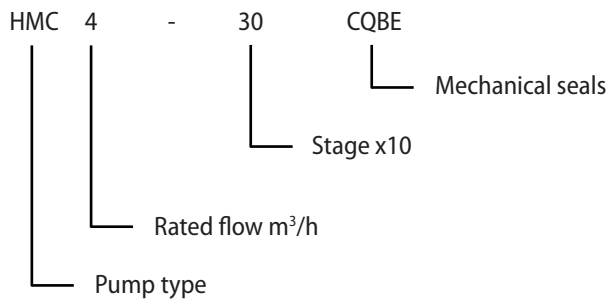 HMC 4 - 30 CQBE
Mechanical seals
Stage x10
Rated flow m³/h
Pump type